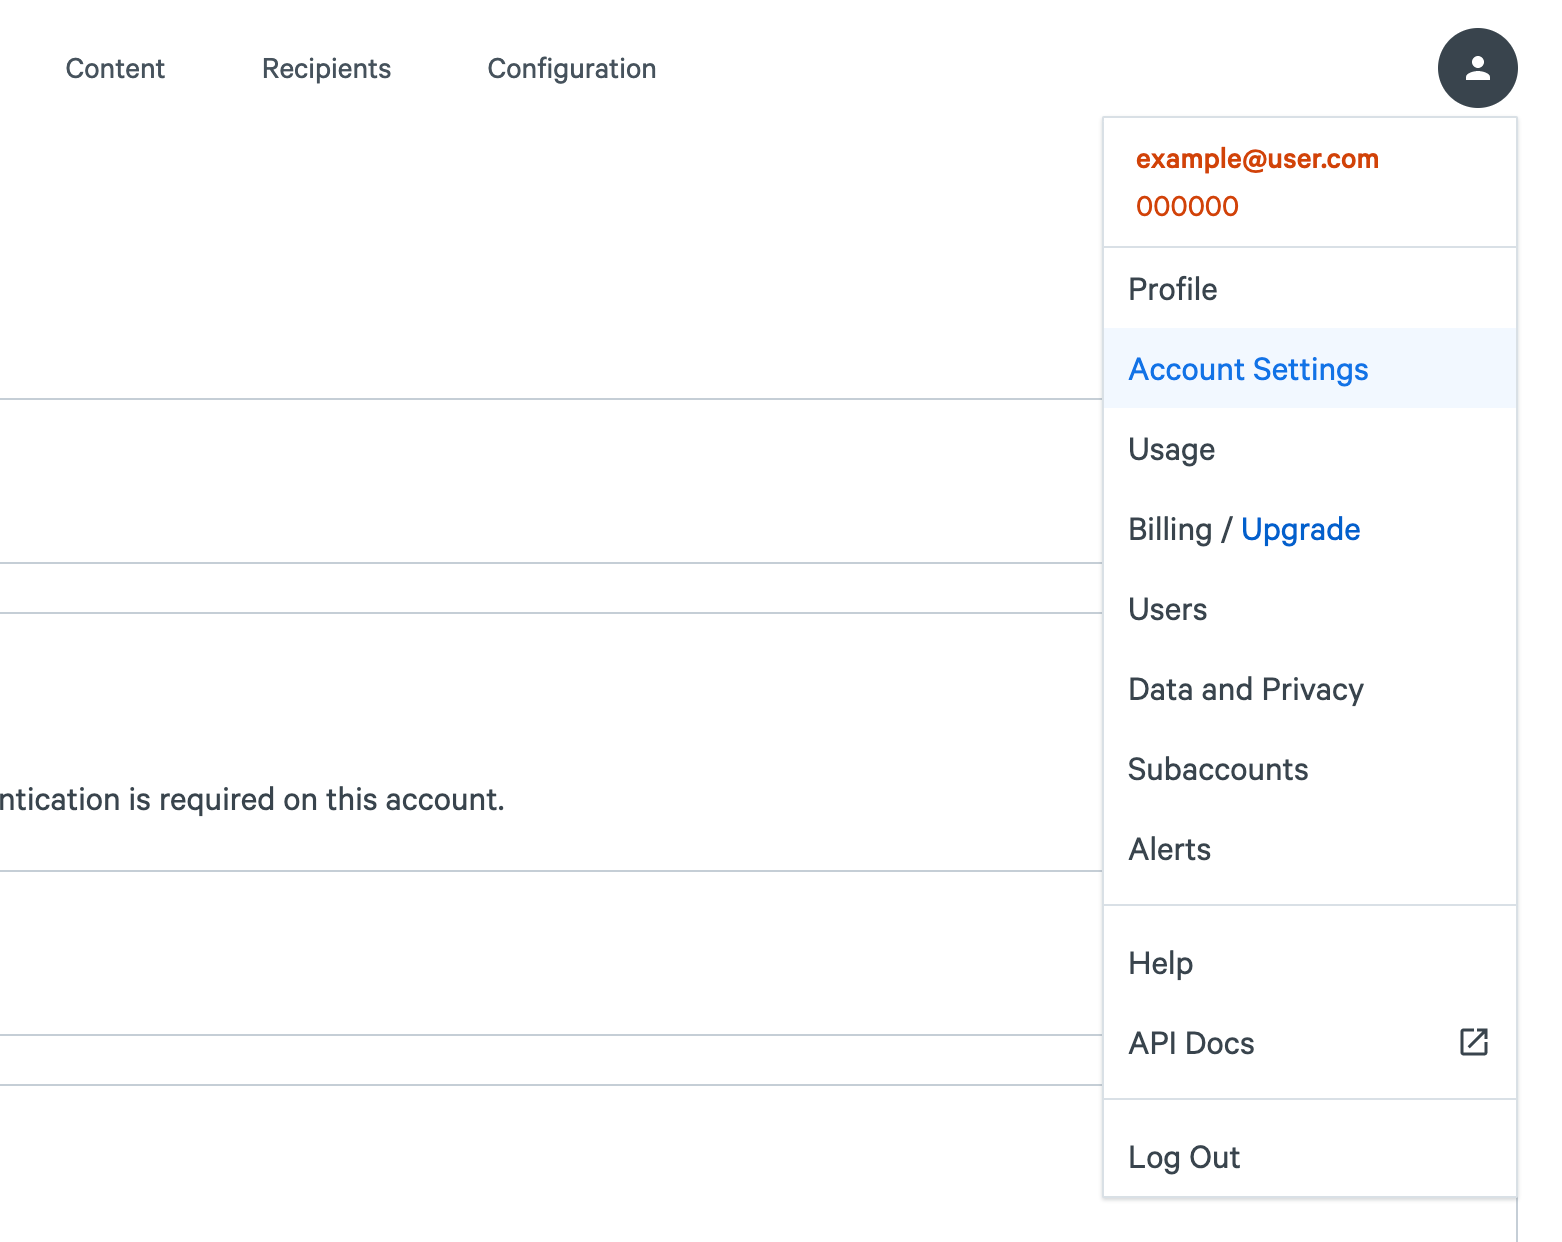 Content Recipients Configuration
example@user.com
000000
Profile
Account Settings
Usage
Billing / Upgrade
Users
Data and Privacy
Subaccounts
ntication is required on this account.
Alerts
Help
API Docs
Log Out